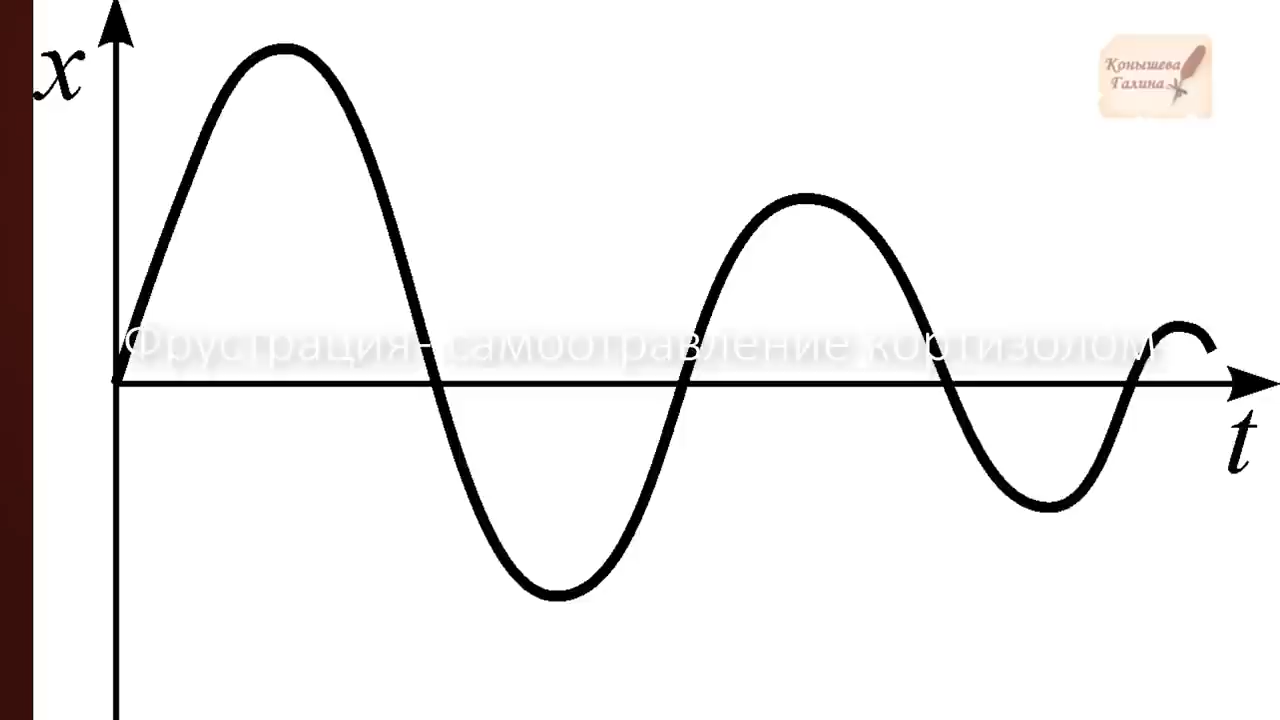 x
Конышева
Галина
Фрустрация- самоотравление кортизолом
t